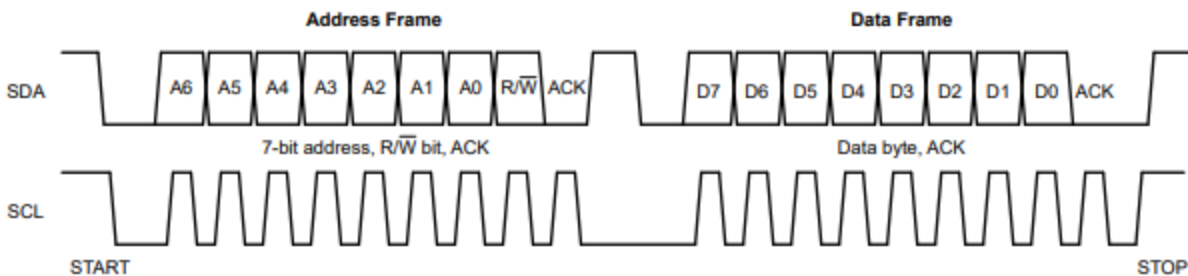 Address Frame Data Frame
SDA A6 A5 A4 A3 A2 A1 A0 R/W̅ ACK D7 D6 D5 D4 D3 D2 D1 D0 ACK
7-bit address, R/W̅ bit, ACK Data byte, ACK
SCL
START STOP